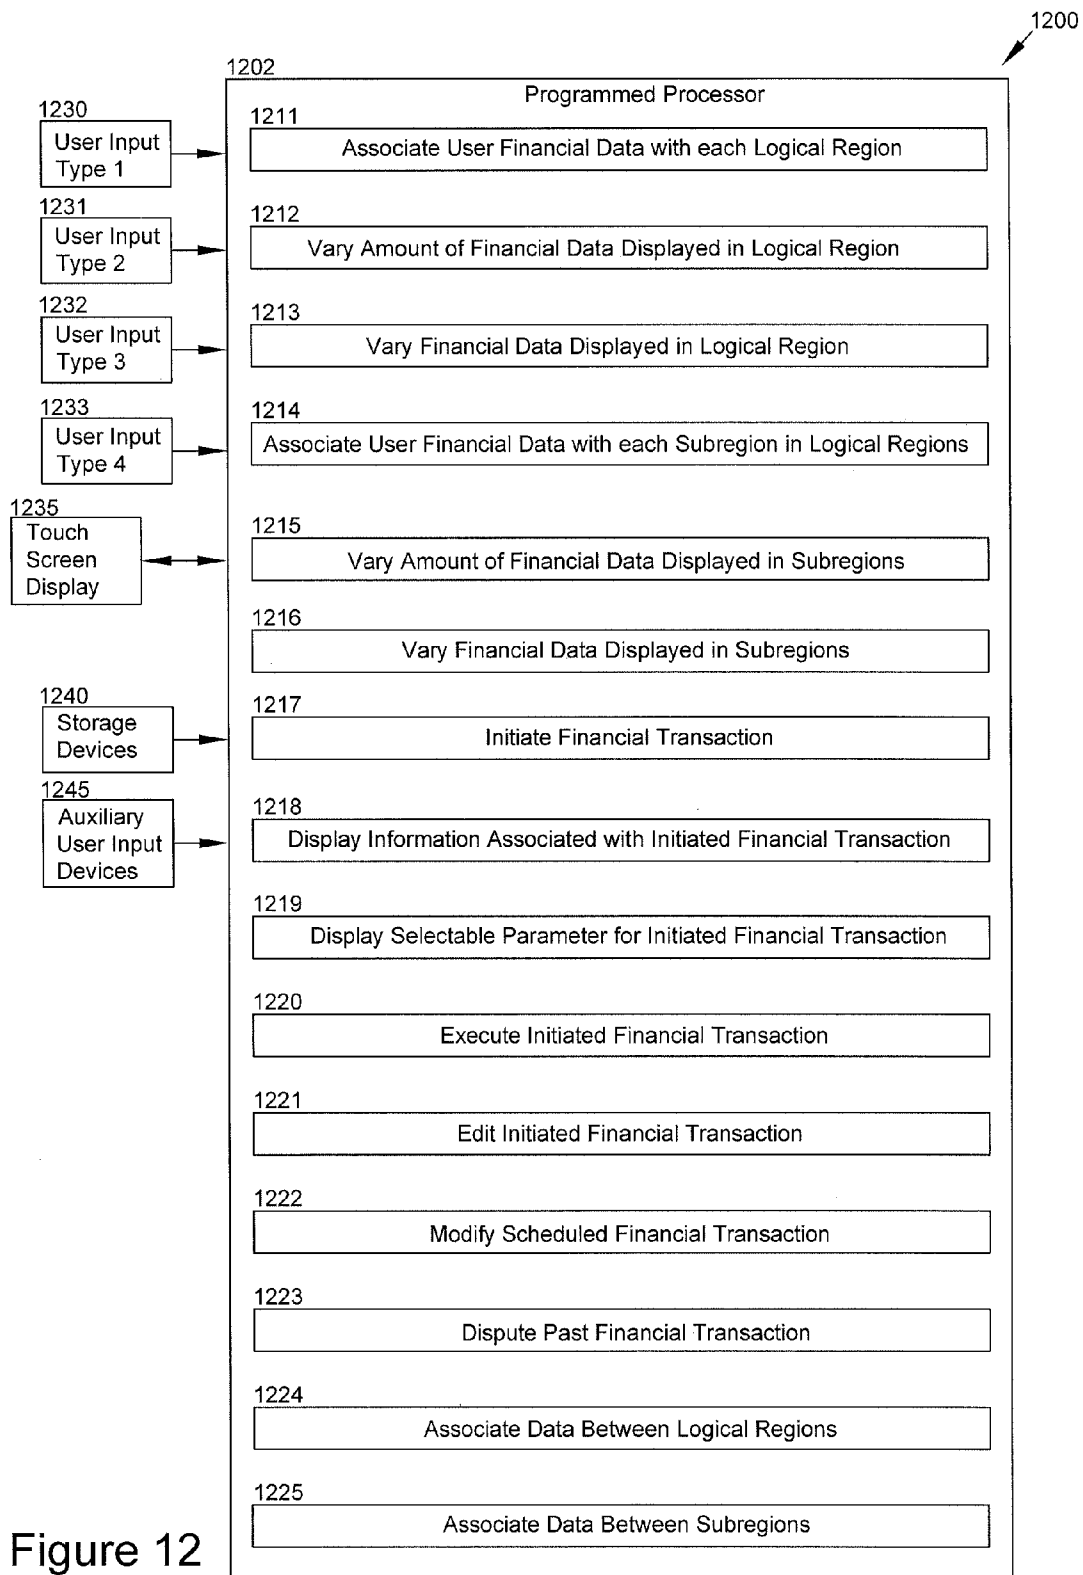 1200
1202
Programmed Processor
1230
User Input
Type 1
1211
Associate User Financial Data with each Logical Region
1231
User Input
Type 2
1212
Vary Amount of Financial Data Displayed in Logical Region
1232
User Input
Type 3
1213
Vary Financial Data Displayed in Logical Region
1233
User Input
Type 4
1214
Associate User Financial Data with each Subregion in Logical Regions
1235
Touch
Screen
Display
1215
Vary Amount of Financial Data Displayed in Subregions
1216
Vary Financial Data Displayed in Subregions
1240
Storage
Devices
1217
Initiate Financial Transaction
1245
Auxiliary
User Input
Devices
1218
Display Information Associated with Initiated Financial Transaction
1219
Display Selectable Parameter for Initiated Financial Transaction
1220
Execute Initiated Financial Transaction
1221
Edit Initiated Financial Transaction
1222
Modify Scheduled Financial Transaction
1223
Dispute Past Financial Transaction
1224
Associate Data Between Logical Regions
1225
Associate Data Between Subregions
Figure 12